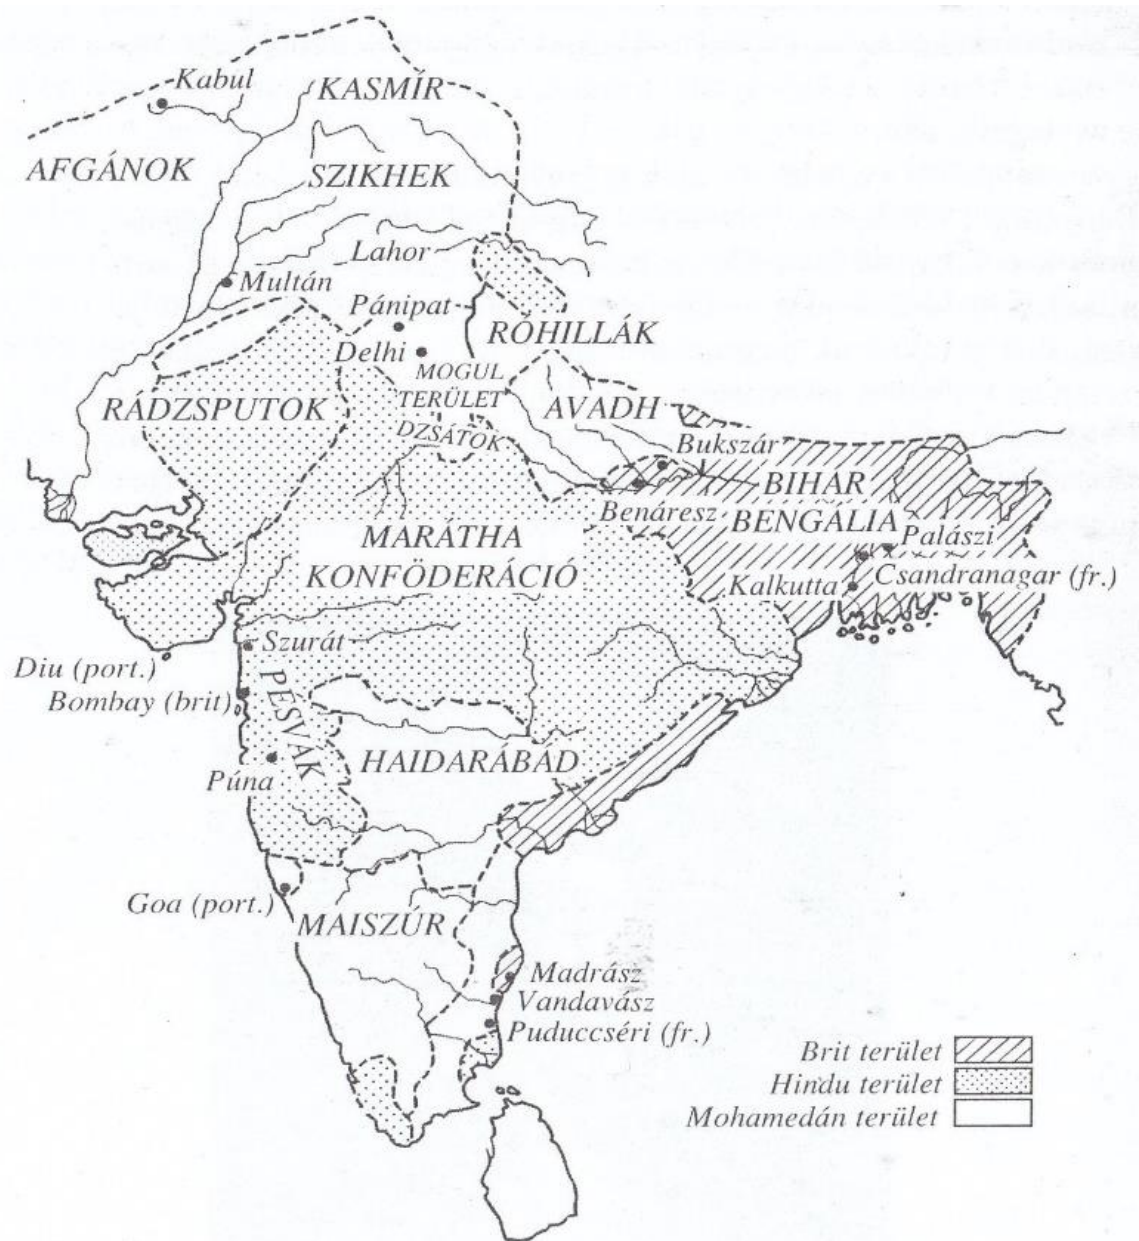 Kabul
KASMÍR
AFGÁNOK
SZIKHEK
Lahor
Multán
Pánipat
RÓHILLÁK
Delhi
MOGUL
TERÜLET
RÁDZSPUTOK
AVADH
DZSÁTOK
Bukszár
BIHAR
Benáresz
BENGÁLIA
MARÁTHA
KONFÖDERÁCIÓ
Palászi
Kalkutta
Csandranagar (fr.)
Szurát
Diu (port.)
Bombay (brit)
PÉSVÁK
HAIDARÁBÁD
Púna
Goa (port.)
MAISZÚR
Madrász
Vandavász
Puduccséri (fr.)
Brit terület
Hindu terület
Mohamedán terület